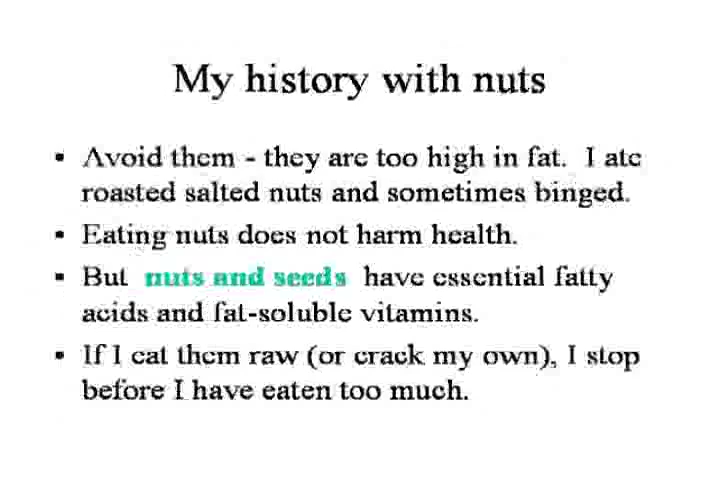 My history with nuts
▪ Avoid them - they are too high in fat. I ate
roasted salted nuts and sometimes binged.
▪ Eating nuts does not harm health.
▪ But nuts and seeds have essential fatty
acids and fat-soluble vitamins.
▪ If I eat them raw (or crack my own), I stop
before I have eaten too much.